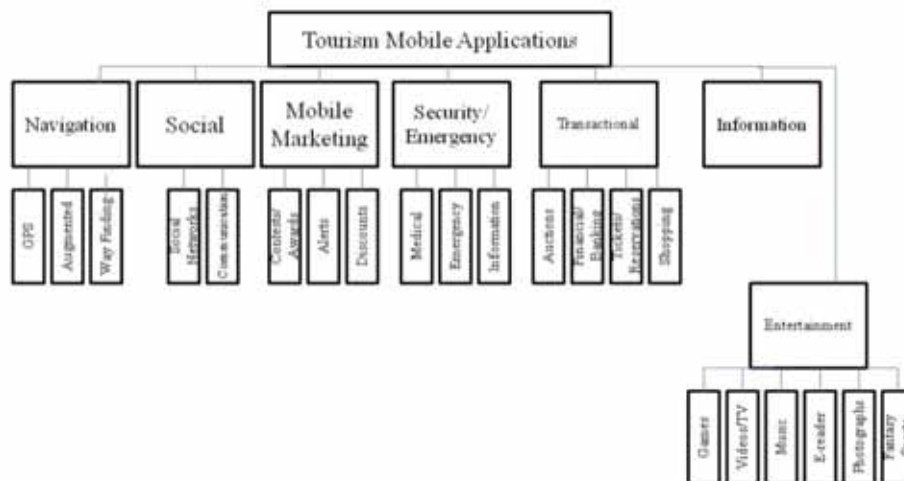 Tourism Mobile Applications
Navigation
Social
Mobile
Marketing
Security/
Emergency
Transactional
Information
GPS
Augmented
Way Finding
Social
Networks
Communication
Contests/
Awards
Alerts
Discounts
Medical
Emergency
Information
Auctions
Financial/
Banking
Tickets/
Reservations
Shopping
Entertainment
Games
Videos/TV
Music
E-reader
Photographs
Fantary